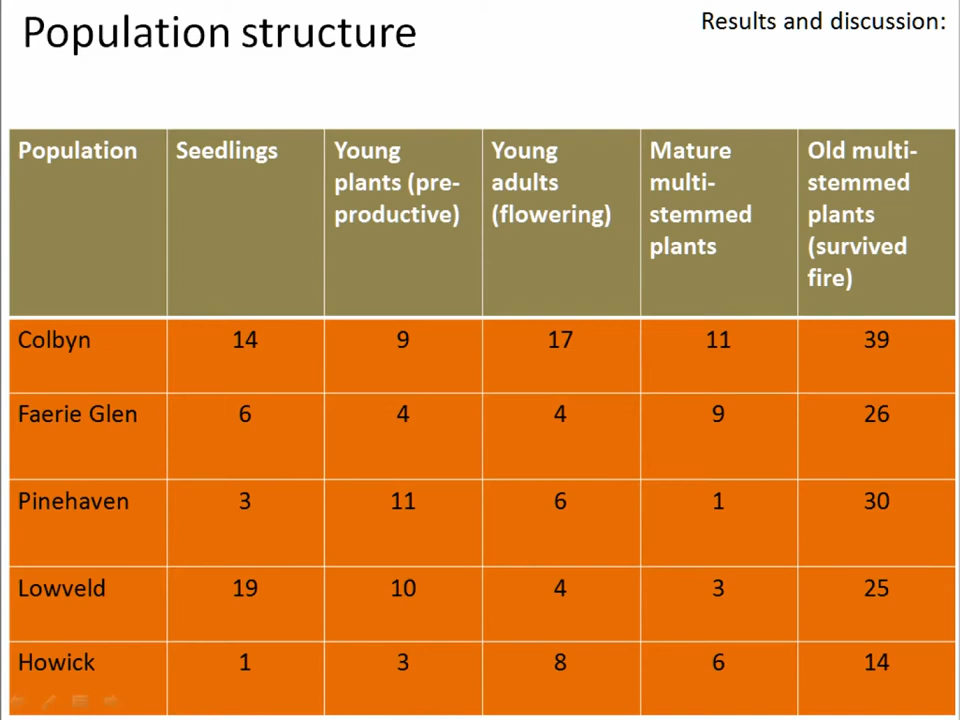 Population structure
Results and discussion:
Population Seedlings Young plants (pre-productive) Young adults (flowering) Mature multi-stemmed plants Old multi-stemmed plants (survived fire)
Colbyn 14 9 17 11 39
Faerie Glen 6 4 4 9 26
Pinehaven 3 11 6 1 30
Lowveld 19 10 4 3 25
Howick 1 3 8 6 14